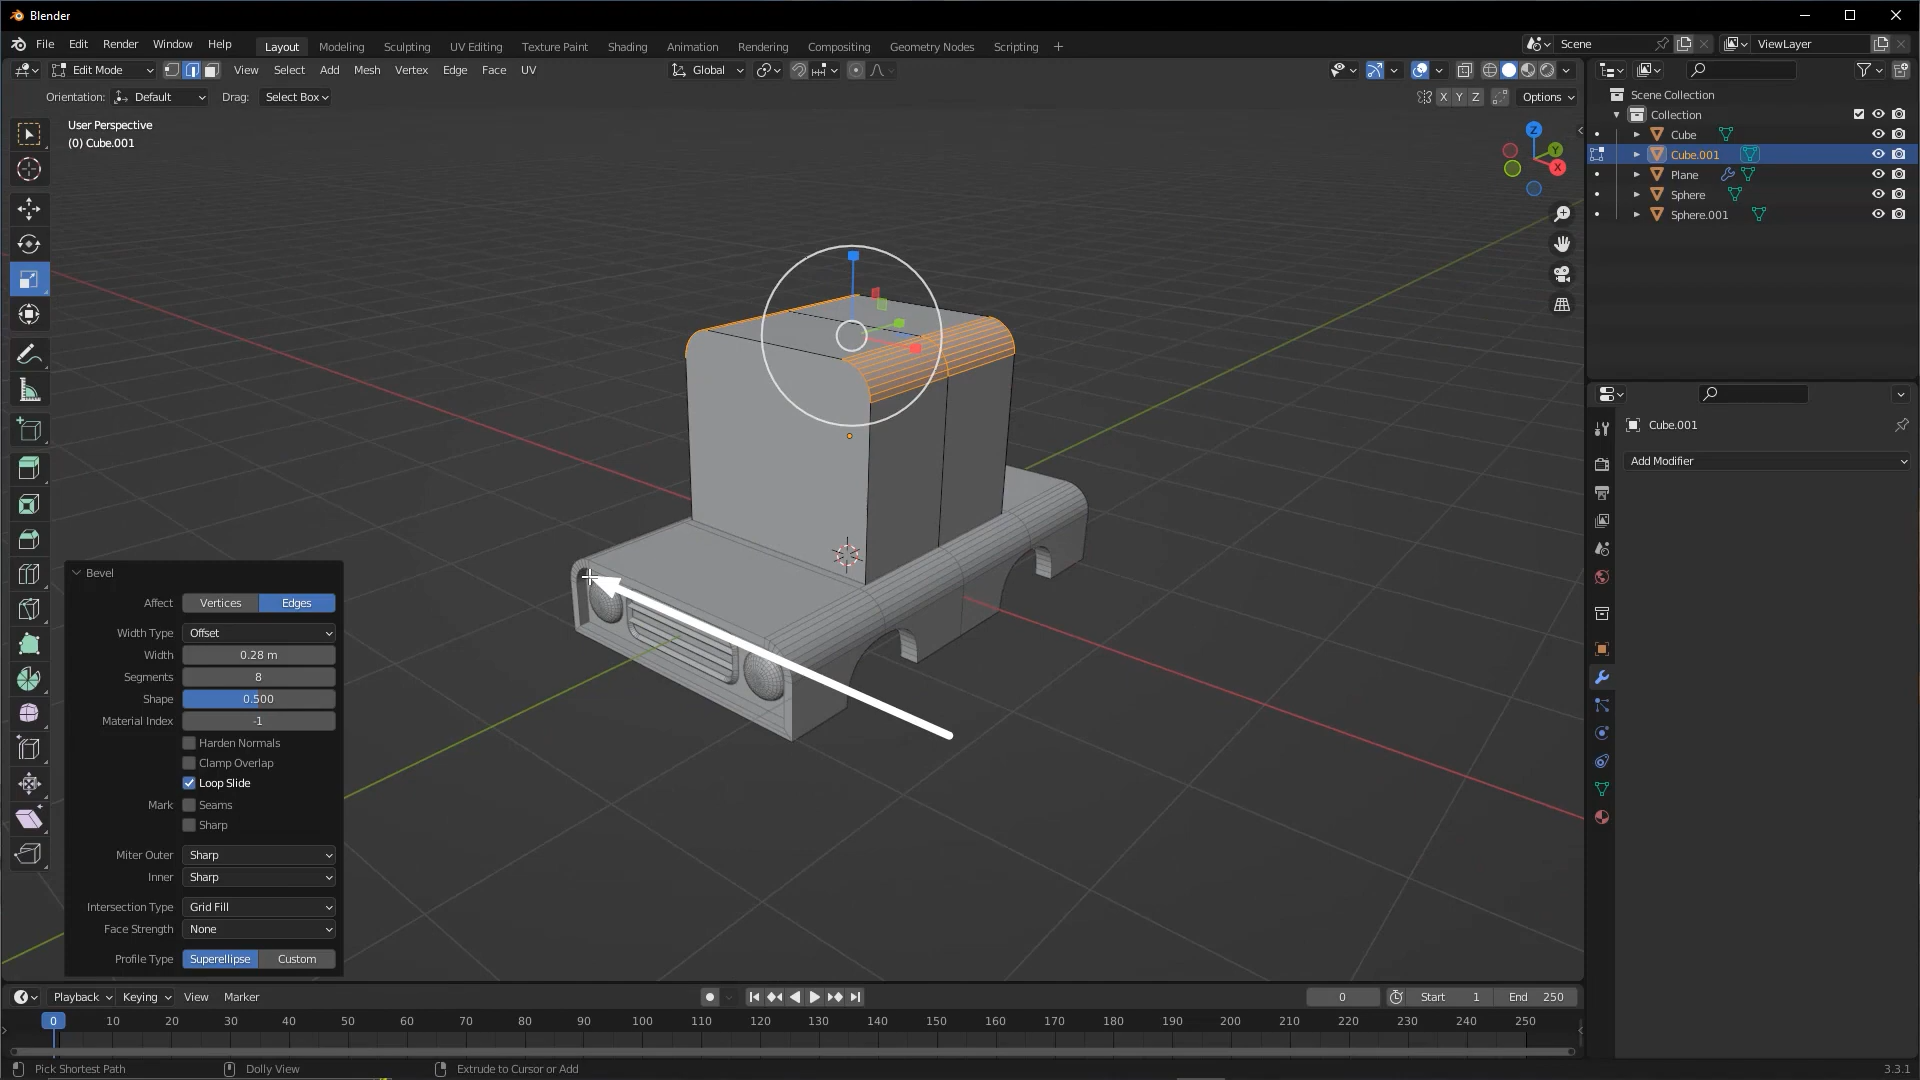 Blender
File Edit Render Window Help Layout Modeling Sculpting UV Editing Texture Paint Shading Animation Rendering Compositing Geometry Nodes Scripting + Scene ViewLayer
Edit Mode View Select Add Mesh Vertex Edge Face UV Global
Orientation: Default Drag: Select Box X Y Z Options
User Perspective
(0) Cube.001
Z
Y
X
Scene Collection
Collection
Cube
Cube.001
Plane
Sphere
Sphere.001
Cube.001
Add Modifier
Bevel
Affect Vertices Edges
Width Type Offset
Width 0.28 m
Segments 8
Shape 0.500
Material Index -1
Harden Normals
Clamp Overlap
Loop Slide
Mark Seams
Sharp
Miter Outer Sharp
Inner Sharp
Intersection Type Grid Fill
Face Strength None
Profile Type Superellipse Custom
Playback Keying View Marker 0 Start 1 End 250
0 10 20 30 40 50 60 70 80 90 100 110 120 130 140 150 160 170 180 190 200 210 220 230 240 250
Pick Shortest Path Dolly View Extrude to Cursor or Add 3.3.1